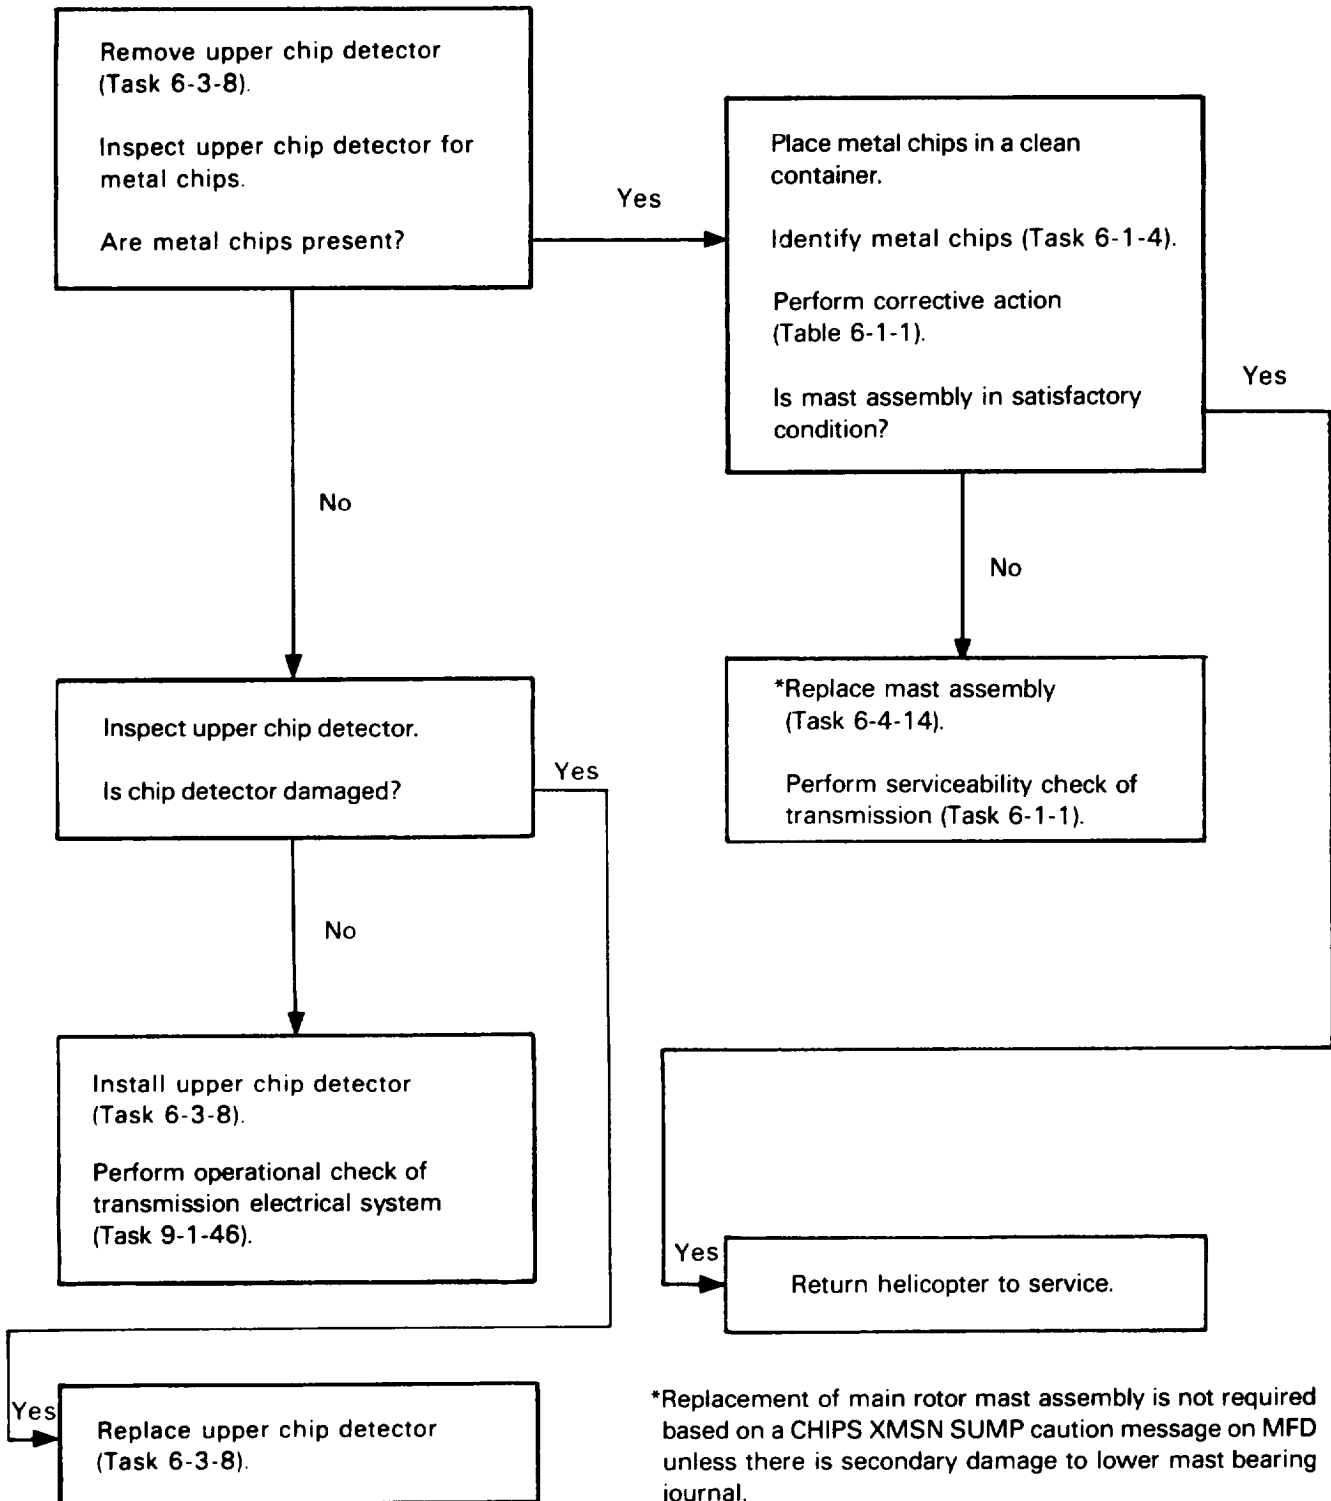 Remove upper chip detector
(Task 6-3-8).
Inspect upper chip detector for
metal chips.
Are metal chips present?
Yes
Place metal chips in a clean
container.
Identify metal chips (Task 6-1-4).
Perform corrective action
(Table 6-1-1).
Is mast assembly in satisfactory
condition?
Yes
No
No
*Replace mast assembly
(Task 6-4-14).
Perform serviceability check of
transmission (Task 6-1-1).
Inspect upper chip detector.
Is chip detector damaged?
Yes
No
Install upper chip detector
(Task 6-3-8).
Perform operational check of
transmission electrical system
(Task 9-1-46).
Yes
Return helicopter to service.
Yes
Replace upper chip detector
(Task 6-3-8).
*Replacement of main rotor mast assembly is not required
based on a CHIPS XMSN SUMP caution message on MFD
unless there is secondary damage to lower mast bearing
journal.